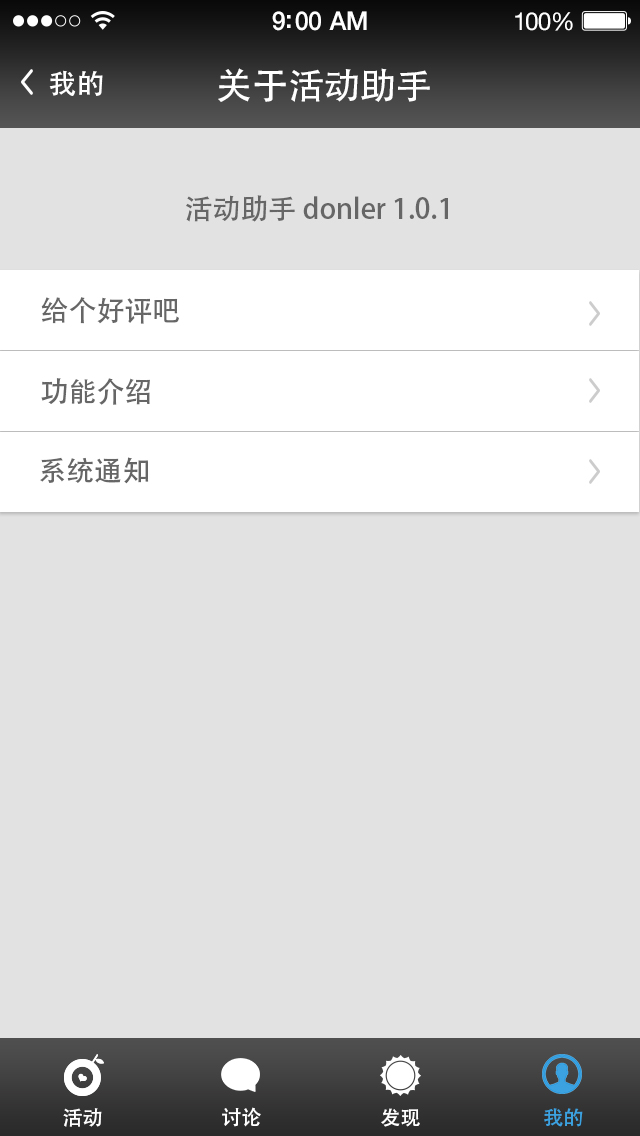 9:00 AM
100%
我的
关于活动助手
活动助手 donler 1.0.1
给个好评吧
功能介绍
系统通知
活动
讨论
发现
我的